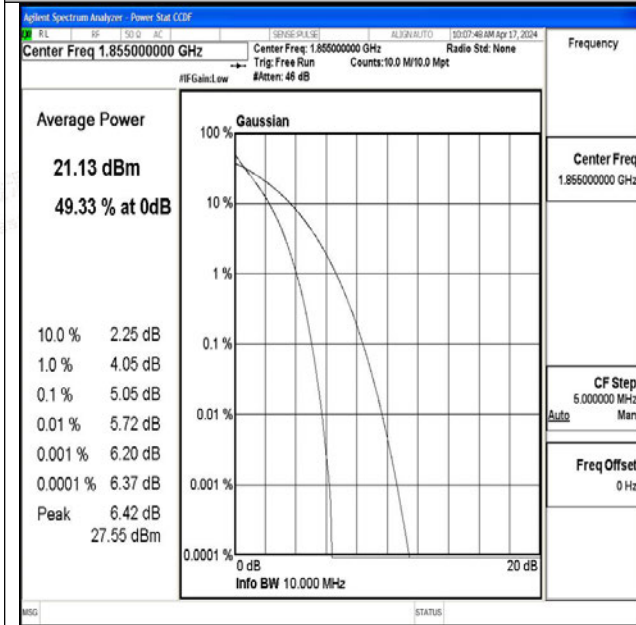 Agilent Spectrum Analyzer - Power Stat CCDF
RL RF 50 Ω AC SENSE:PULSE ALIGNAUTO 10:07:48 AM Apr 17, 2024
Center Freq 1.855000000 GHz
Center Freq: 1.855000000 GHz Radio Std: None
Trig: Free Run Counts:10.0 M/10.0 Mpt
#IFGain:Low #Atten: 46 dB
Frequency
Average Power
21.13 dBm
49.33 % at 0dB
10.0 % 2.25 dB
1.0 % 4.05 dB
0.1 % 5.05 dB
0.01 % 5.72 dB
0.001 % 6.20 dB
0.0001 % 6.37 dB
Peak 6.42 dB
27.55 dBm
Gaussian
100 %
10 %
1 %
0.1 %
0.01 %
0.001 %
0.0001 %
0 dB 20 dB
Info BW 10.000 MHz
Center Freq
1.855000000 GHz
CF Step
5.000000 MHz
Auto Man
Freq Offset
0 Hz
MSG STATUS